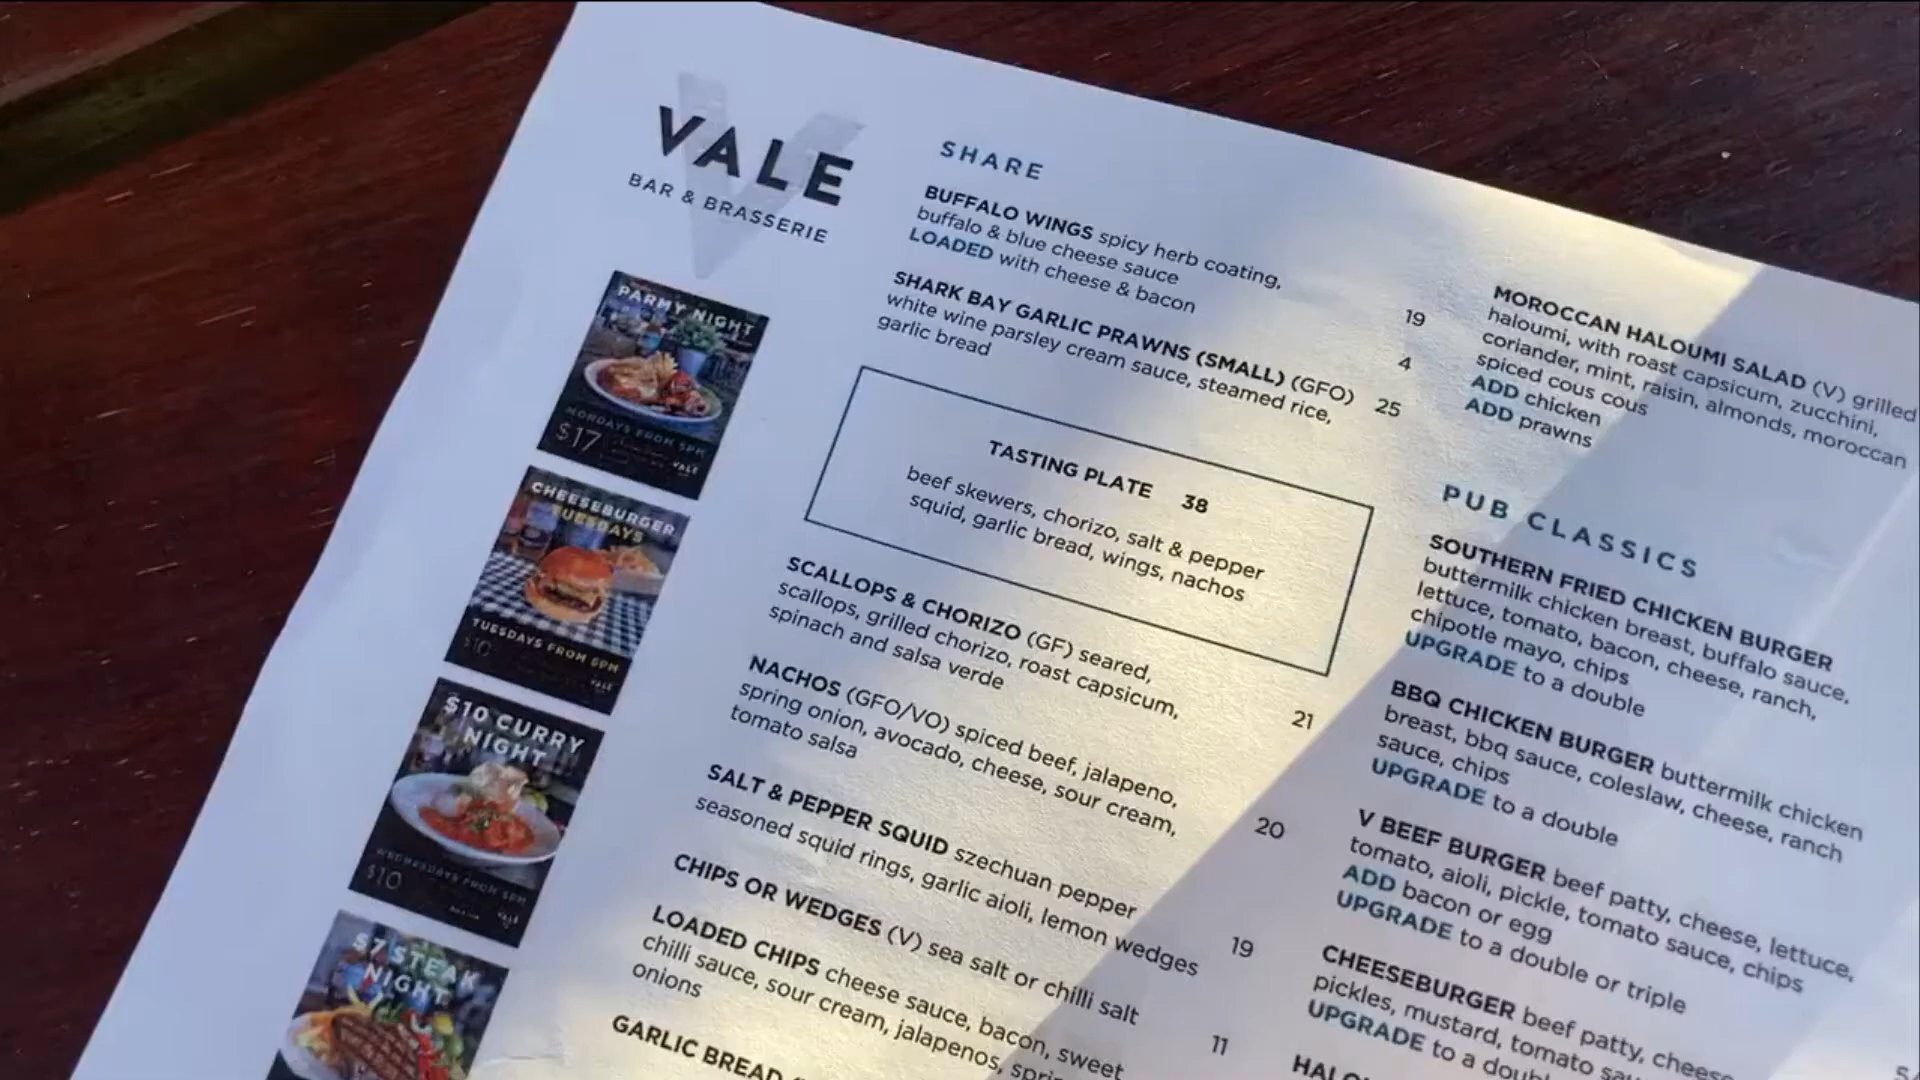 VALE
BAR & BRASSERIE
PARMY NIGHT
MONDAYS FROM 5PM
$17
VALE
CHEESEBURGER
TUESDAYS
TUESDAYS FROM 5PM
$10
VALE
$10 CURRY
NIGHT
WEDNESDAYS FROM 5PM
$10
VALE
$7 STEAK
NIGHT
SHARE
BUFFALO WINGS spicy herb coating,
buffalo & blue cheese sauce 19
LOADED with cheese & bacon 4
SHARK BAY GARLIC PRAWNS (SMALL) (GFO) 25
white wine parsley cream sauce, steamed rice,
garlic bread
TASTING PLATE 38
beef skewers, chorizo, salt & pepper
squid, garlic bread, wings, nachos
SCALLOPS & CHORIZO (GF) seared,
scallops, grilled chorizo, roast capsicum, 21
spinach and salsa verde
NACHOS (GFO/VO) spiced beef, jalapeno,
spring onion, avocado, cheese, sour cream, 20
tomato salsa
SALT & PEPPER SQUID szechuan pepper
seasoned squid rings, garlic aioli, lemon wedges 19
CHIPS OR WEDGES (V) sea salt or chilli salt 11
LOADED CHIPS cheese sauce, bacon, sweet
chilli sauce, sour cream, jalapenos,
onions
GARLIC BREAD
MOROCCAN HALOUMI SALAD (V) grilled
haloumi, with roast capsicum, zucchini,
coriander, mint, raisin, almonds, moroccan
spiced cous cous
ADD chicken
ADD prawns
PUB CLASSICS
SOUTHERN FRIED CHICKEN BURGER
buttermilk chicken breast, buffalo sauce,
lettuce, tomato, bacon, cheese, ranch,
chipotle mayo, chips
UPGRADE to a double
BBQ CHICKEN BURGER buttermilk chicken
breast, bbq sauce, coleslaw, cheese, ranch
sauce, chips
UPGRADE to a double
V BEEF BURGER beef patty, cheese, lettuce,
tomato, aioli, pickle, tomato sauce, chips
ADD bacon or egg
UPGRADE to a double or triple
CHEESEBURGER beef patty, cheese
pickles, mustard, tomato
UPGRADE to a